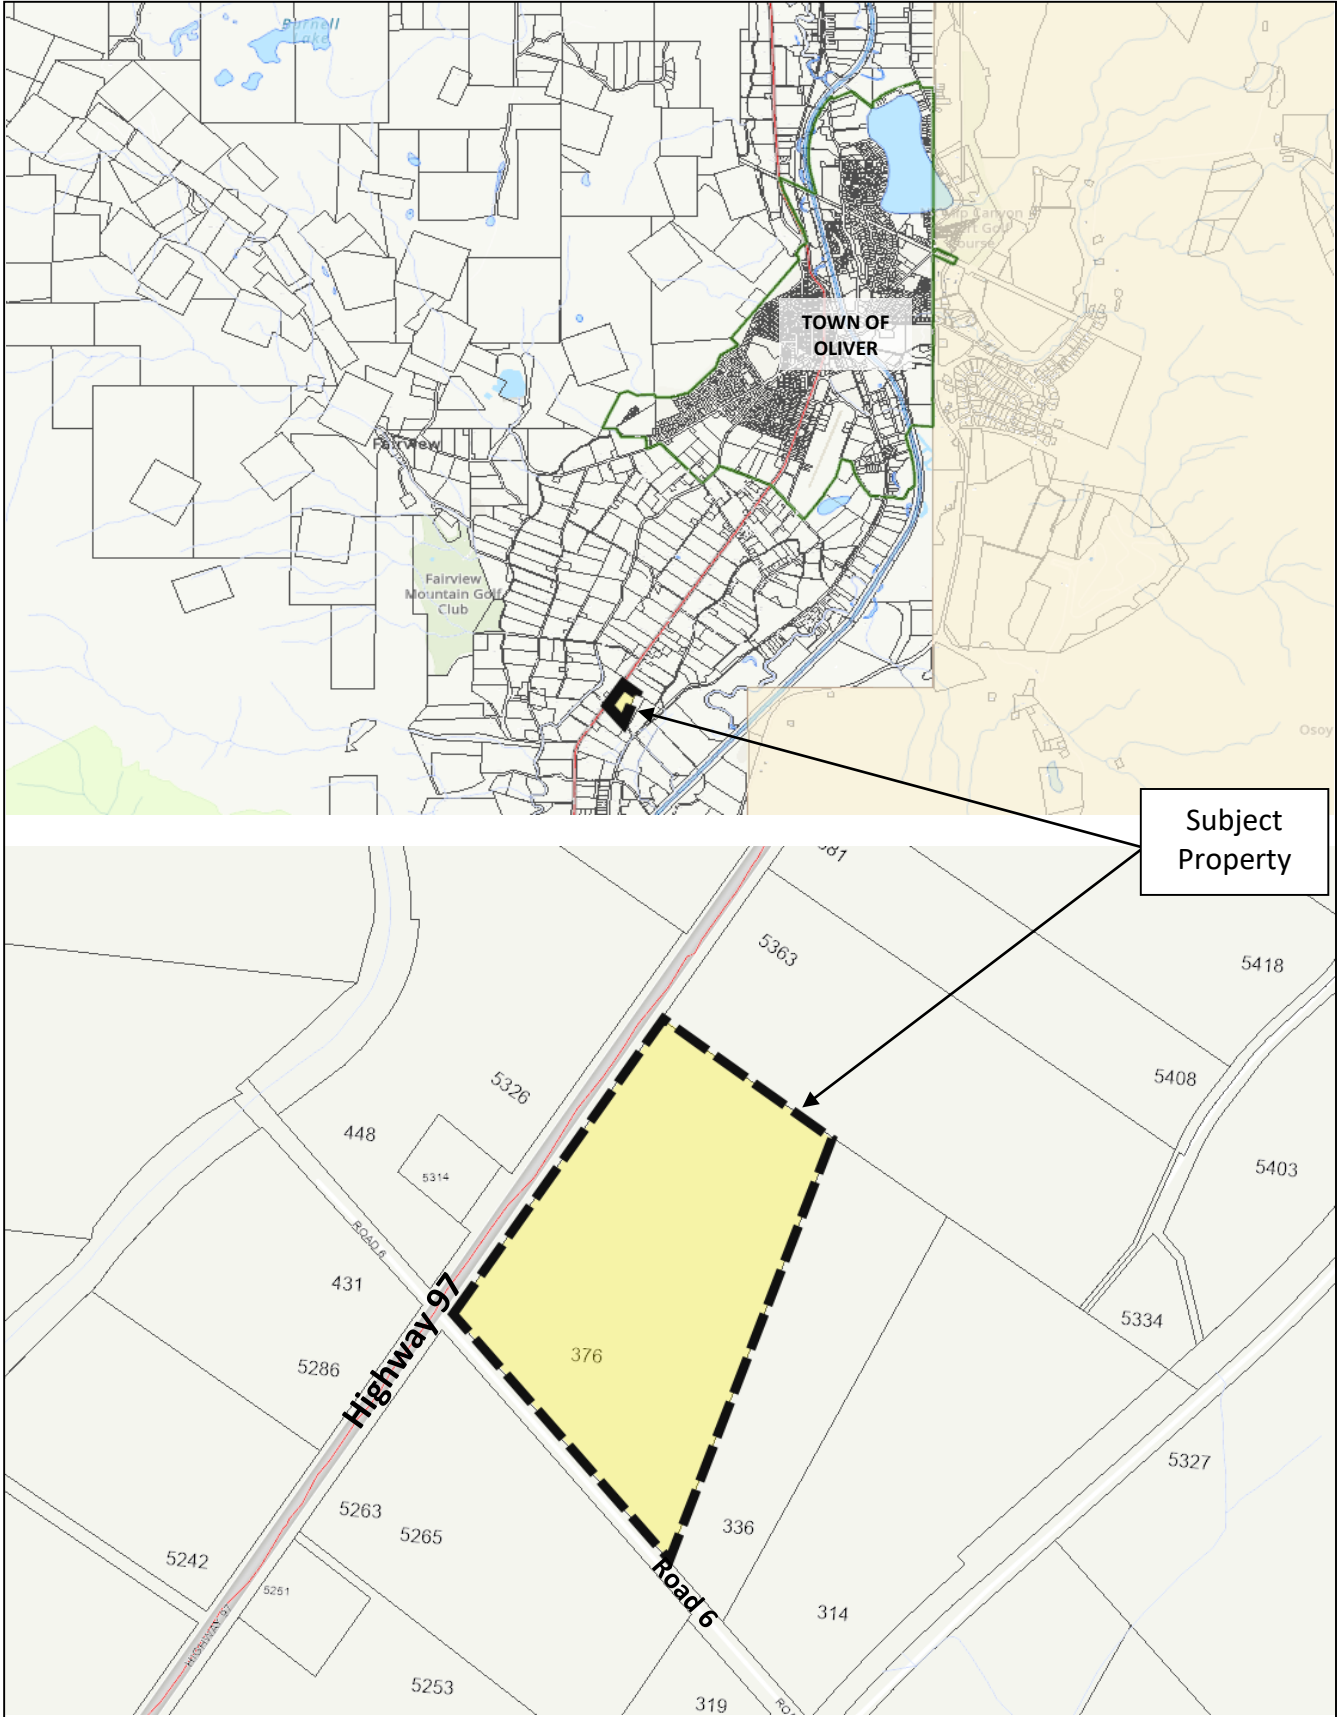 Burnell
Lake
TOWN OF
OLIVER
Fairview
Fairview
Mountain Golf
Club
Osoy
Subject
Property
5363
5418
5326
5408
448
5314
5403
ROAD 6
431
5334
Highway 97
376
5286
5327
5263
336
5265
5242
Road 6
5251
314
HIGHWAY 97
5253
319